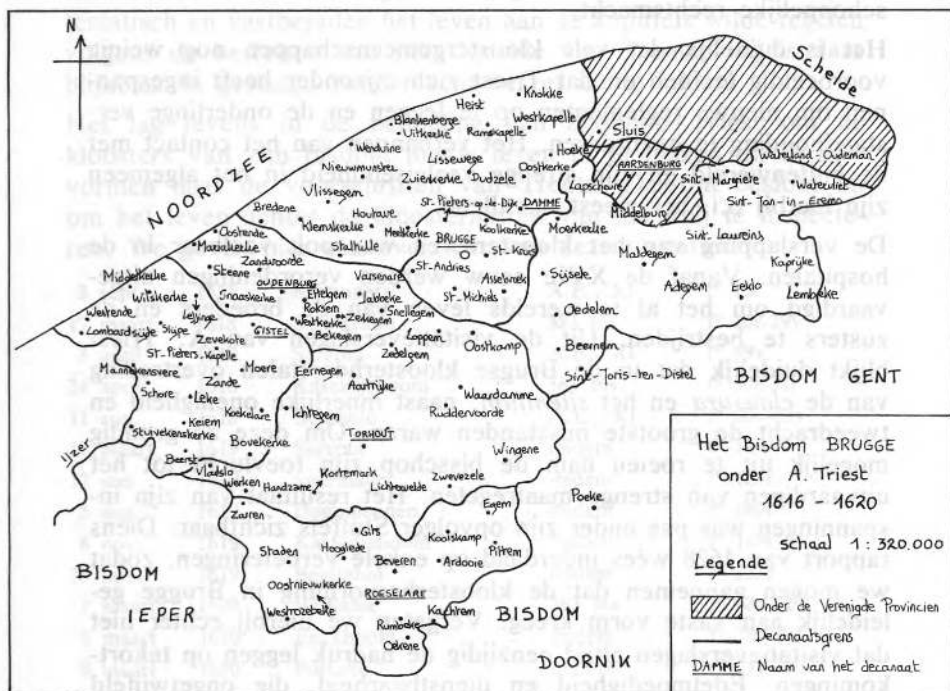 N
NOORDZEE
Schelde
Knokke
Heist
Westkapelle
Blankenberge
Uitkerke
Ramskapelle
Sluis
Hoeke
Wenduine
Lissewege
Oostkerke
AARDENBURG
Waterland-Oudeman
Nieuwmunster
Zuienkerke
Dudzele
Lapscheure
Sint-Margriete
Watervliet
Vlissegem
St.-Pieters-op-de-Dijk
DAMME
Middelburg
Sint-Jan-in-Eremo
Bredene
Houtave
Klemskerke
Meetkerke
Koolkerke
Moerkerke
Sint-Laureins
Oostende
Stalhille
BRUGGE
Mariakerke
Zandvoorde
St.-Andries
St.-Kruis
Maldegem
Kaprijke
Middelkerke
Steene
OUDENBURG
Varsenare
Assebroek
Sijsele
Adegem
Eeklo
Wilskerke
Snaaskerke
Ettelgem
Jabbeke
St.-Michiels
Lembeke
Westende
Leffinge
Roksem
Snellegem
Oedelem
Lombardsijde
Slijpe
GISTEL
Westkerke
Zerkegem
Bekegem
Loppem
Oostkamp
Zevekote
Zedelgem
Beernem
St.-Pieters-Kapelle
Moere
Eernegem
Sint-Joris-ten-Distel
BISDOM GENT
Mannekensvere
Zande
Aartrijke
Schore
Leke
Waardamme
Keiem
Koekelare
Ichtegem
Ruddervoorde
Stuivekenskerke
Bovekerke
TORHOUT
Ijzer
Beerst
Vladslo
Kortemark
Wingene
Werken
Handzame
Lichtervelde
Zwevezele
Zarren
Egem
Poeke
Gits
Koolskamp
Staden
Hooglede
Pittem
Beveren
Ardooie
BISDOM
IEPER
Oostnieuwkerke
ROESELARE
Westrozebeke
Kachtem
BISDOM
DOORNIK
Rumbeke
Oekene
Het Bisdom BRUGGE
onder A. Triest
1616 - 1620
schaal 1: 320.000
Legende
Onder de Verenigde Provincien
Decanaatsgrens
DAMME Naam van het decanaat